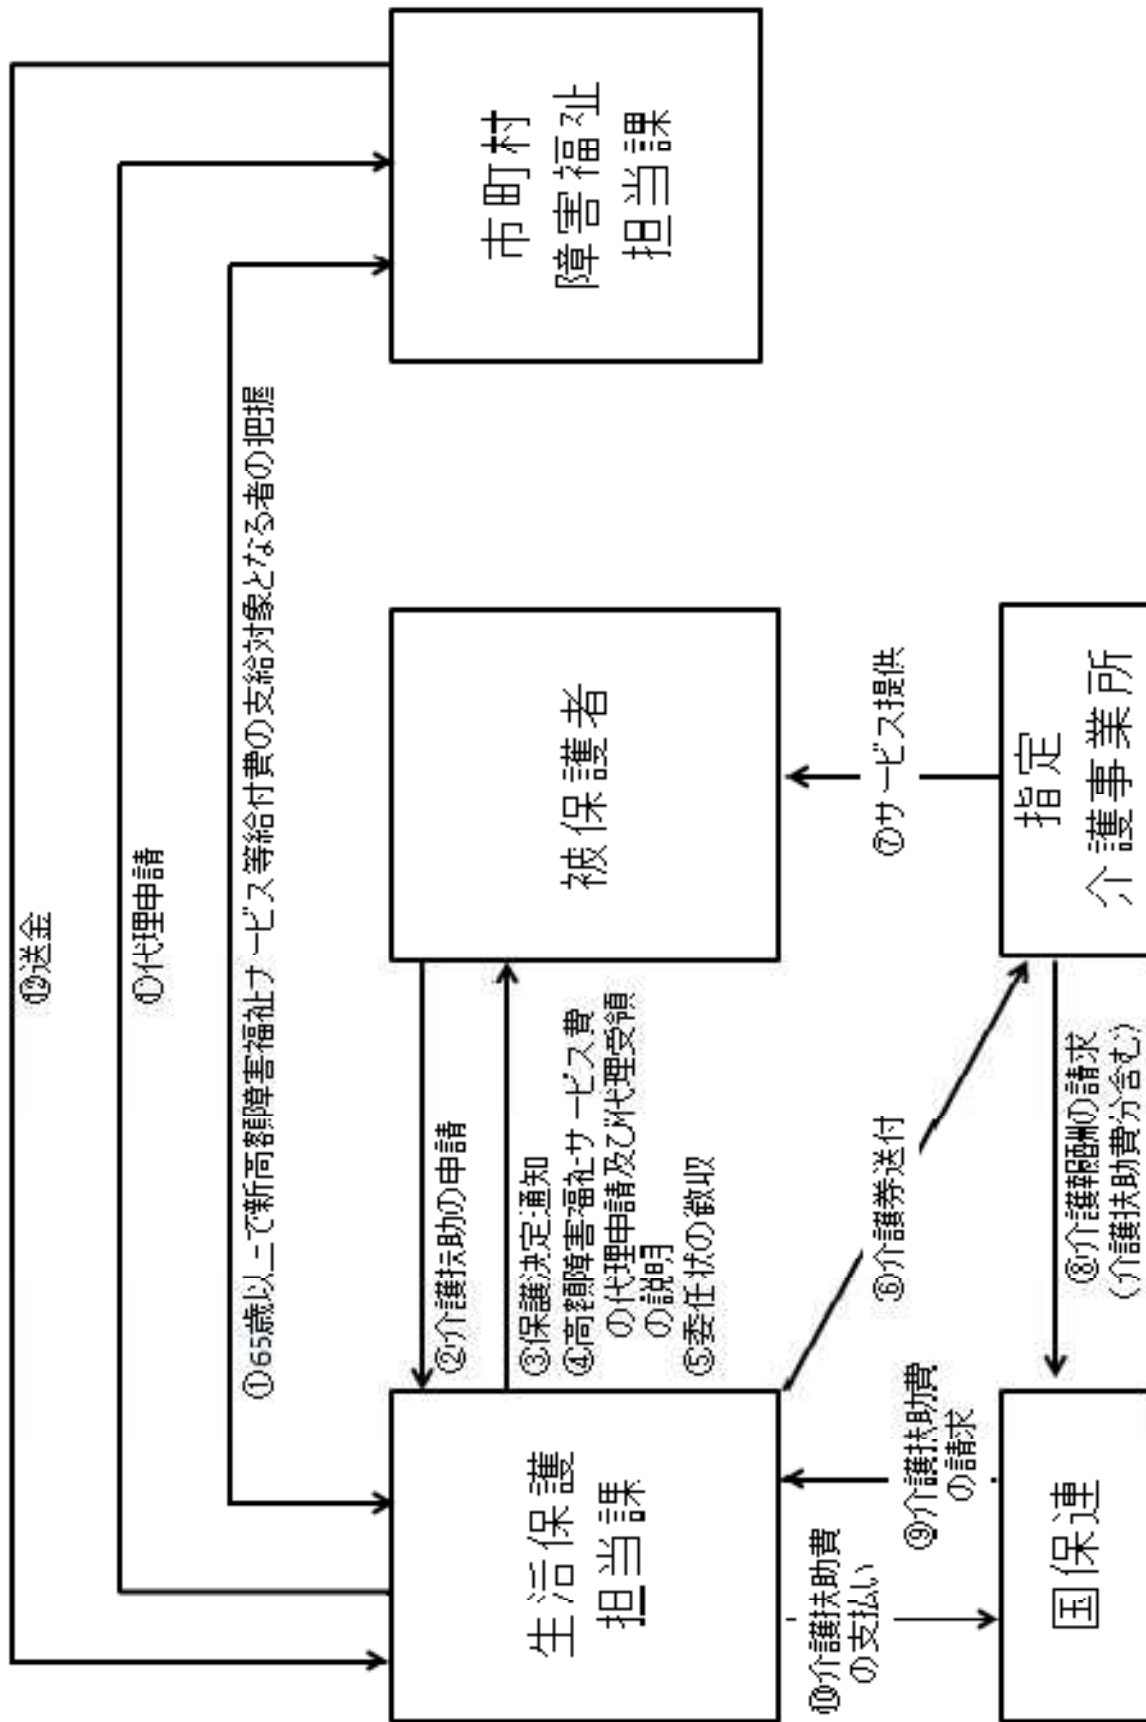 ⑫送金
⑪代理申請
①65歳以上で新高額障害福祉サービス等給付費の支給対象となる者の把握
生活保護
担当課
②介護扶助の申請
③保護決定通知
④高額障害福祉サービス費
の代理申請及び代理受領
の説明
⑤委任状の徴収
被保護者
市町村
障害福祉
担当課
⑩介護扶助費
の支払い
⑨介護扶助費
の請求
⑥介護券送付
⑦サービス提供
国保連
⑧介護報酬の請求
(介護扶助費分含む)
指定
介護事業所